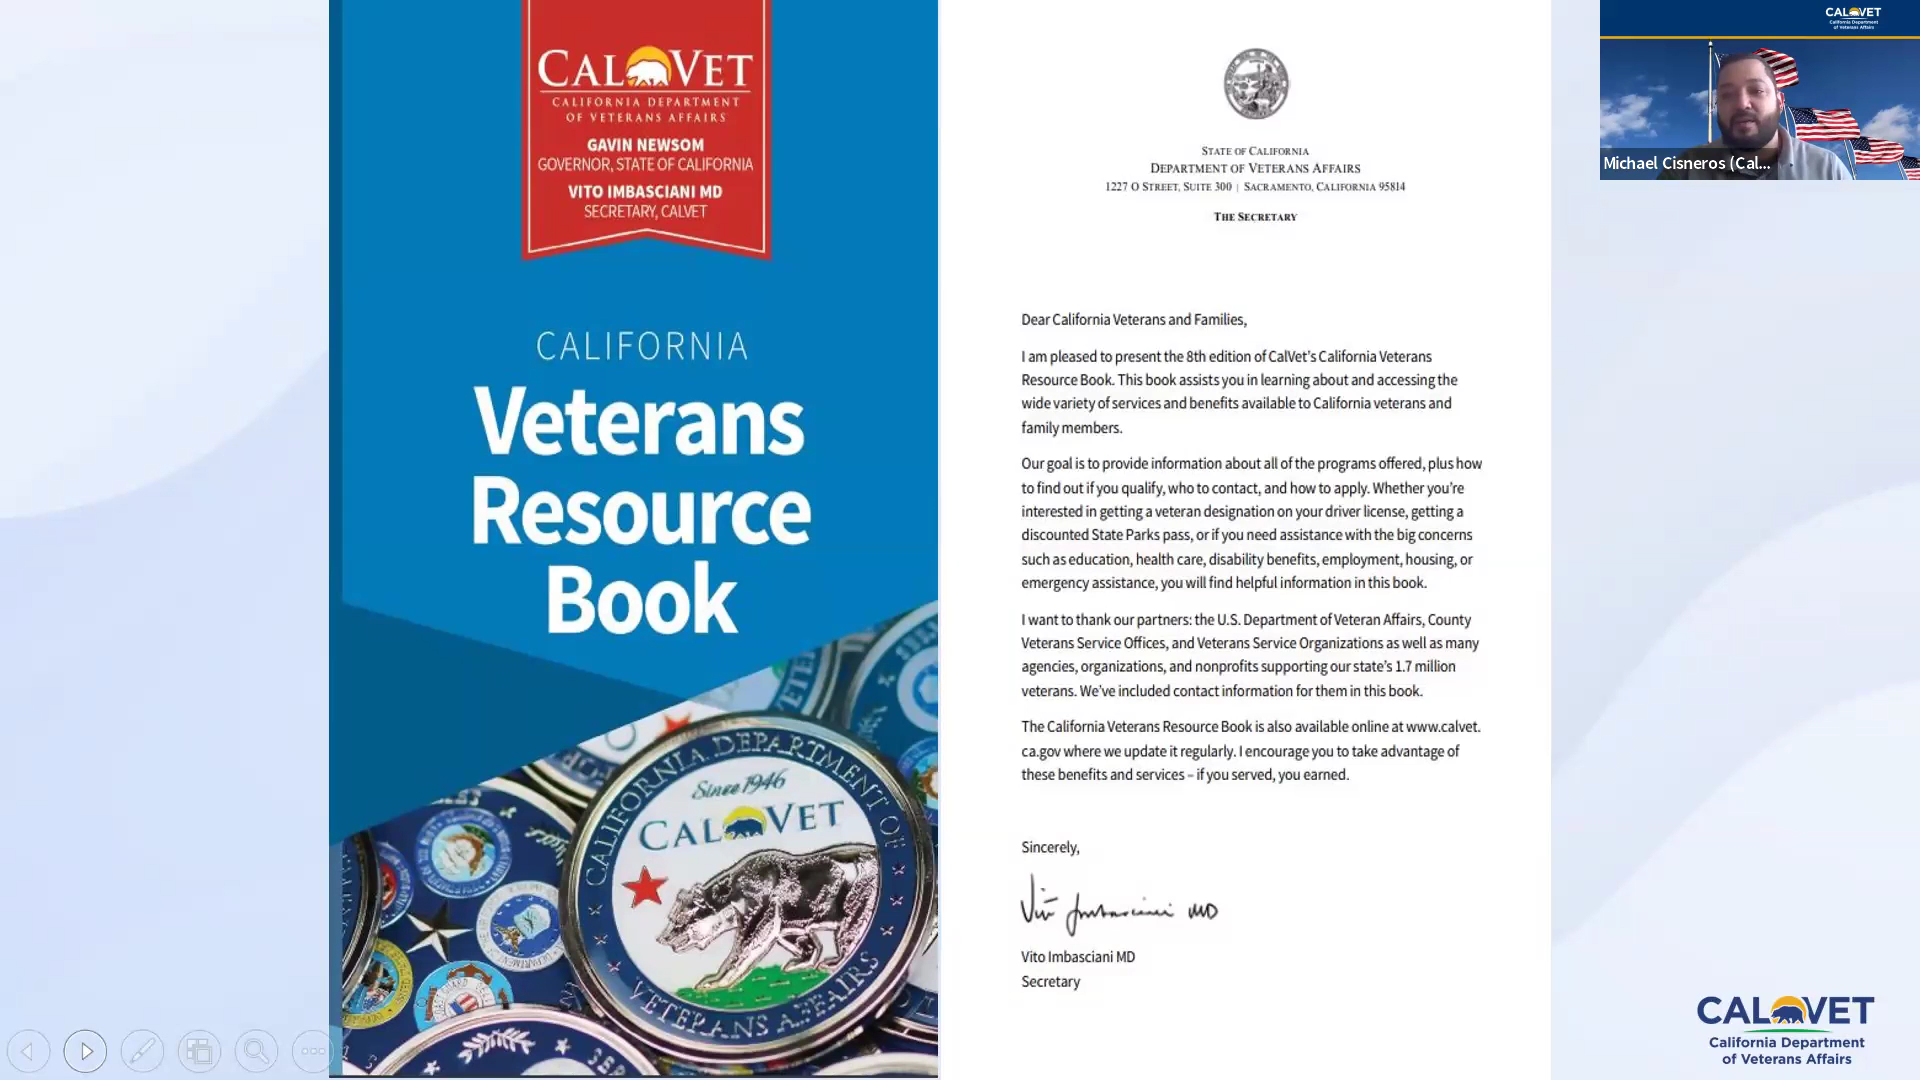 CALVET
CALIFORNIA DEPARTMENT
OF VETERANS AFFAIRS
GAVIN NEWSOM
GOVERNOR, STATE OF CALIFORNIA
VITO IMBASCIANI MD
SECRETARY, CALVET
CALIFORNIA
Veterans
Resource
Book
CALIFORNIA DEPARTMENT OF
Since 1946
CALVET
VETERANS AFFAIRS
STATE OF CALIFORNIA
DEPARTMENT OF VETERANS AFFAIRS
1227 O STREET, SUITE 300 | SACRAMENTO, CALIFORNIA 95814
THE SECRETARY
Dear California Veterans and Families,
I am pleased to present the 8th edition of CalVet's California Veterans
Resource Book. This book assists you in learning about and accessing the
wide variety of services and benefits available to California veterans and
family members.
Our goal is to provide information about all of the programs offered, plus how
to find out if you qualify, who to contact, and how to apply. Whether you're
interested in getting a veteran designation on your driver license, getting a
discounted State Parks pass, or if you need assistance with the big concerns
such as education, health care, disability benefits, employment, housing, or
emergency assistance, you will find helpful information in this book.
I want to thank our partners: the U.S. Department of Veteran Affairs, County
Veterans Service Offices, and Veterans Service Organizations as well as many
agencies, organizations, and nonprofits supporting our state's 1.7 million
veterans. We've included contact information for them in this book.
The California Veterans Resource Book is also available online at www.calvet.
ca.gov where we update it regularly. I encourage you to take advantage of
these benefits and services – if you served, you earned.
Sincerely,
Vito Imbasciani MD
Vito Imbasciani MD
Secretary
CALVET
California Department
of Veterans Affairs
Michael Cisneros (Cal...
CALVET
California Department
of Veterans Affairs